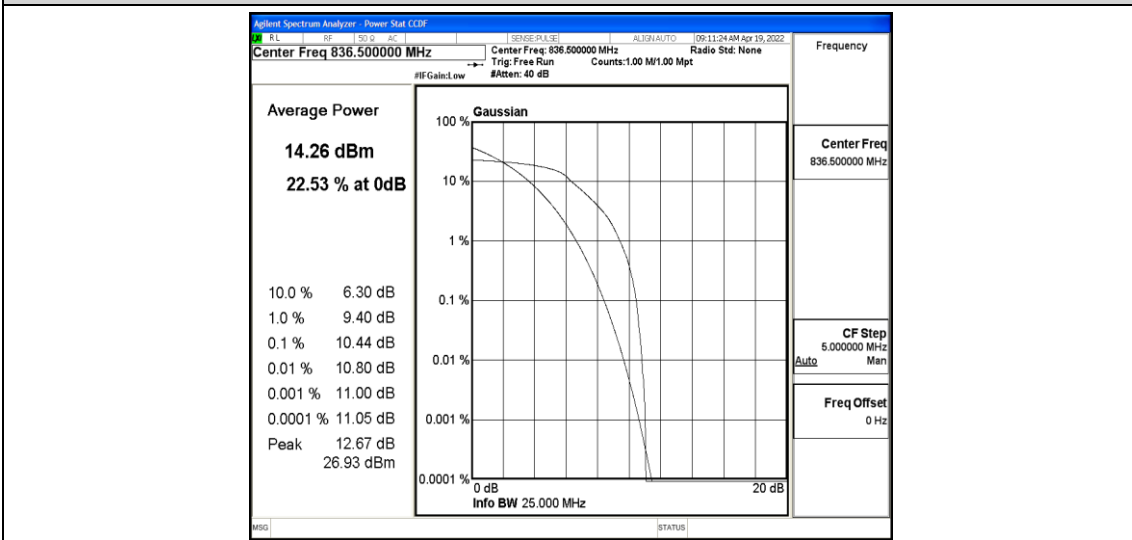 Agilent Spectrum Analyzer - Power Stat CCDF
LXI RL RF 50 Ω AC SENSE:PULSE ALIGNAUTO 09:11:24 AM Apr 19, 2022
Center Freq 836.500000 MHz
Center Freq: 836.500000 MHz Radio Std: None
Trig: Free Run Counts:1.00 M/1.00 Mpt
#IFGain:Low #Atten: 40 dB
Frequency
Average Power
14.26 dBm
22.53 % at 0dB
10.0 % 6.30 dB
1.0 % 9.40 dB
0.1 % 10.44 dB
0.01 % 10.80 dB
0.001 % 11.00 dB
0.0001 % 11.05 dB
Peak 12.67 dB
26.93 dBm
Gaussian
100 %
10 %
1 %
0.1 %
0.01 %
0.001 %
0.0001 %
0 dB 20 dB
Info BW 25.000 MHz
Center Freq
836.500000 MHz
CF Step
5.000000 MHz
Auto Man
Freq Offset
0 Hz
MSG STATUS